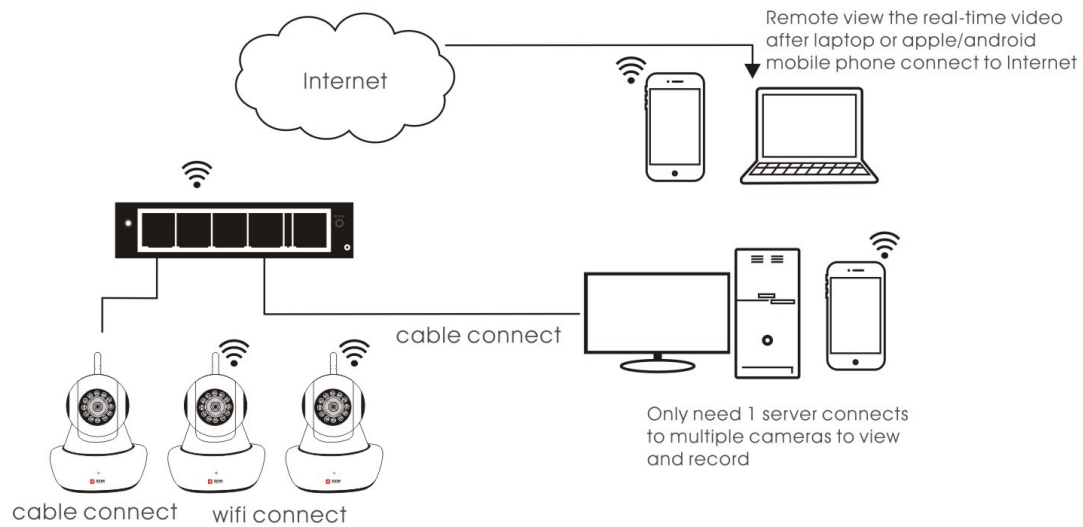 Remote view the real-time video
after laptop or apple/android
mobile phone connect to Internet
Internet
cable connect
Only need 1 server connects
to multiple cameras to view
and record
cable connect
wifi connect